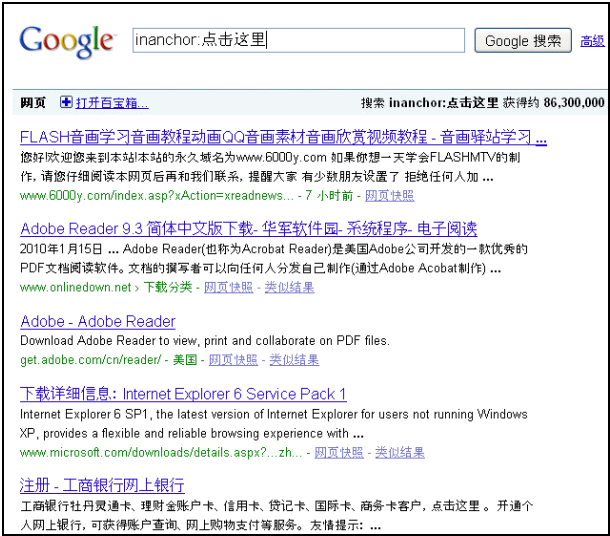 Google inanchor:点击这里 Google 搜索 高级
网页 打开百宝箱... 搜索 inanchor:点击这里 获得约 86,300,000
FLASH音画学习音画教程动画QQ音画素材音画欣赏视频教程 - 音画驿站学习 ...
您好!欢迎您来到本站!本站的永久域名为www.6000y.com 如果你想一天学会FLASHMTV的制
作, 请您仔细阅读本网页后再和我们联系, 提醒大家 有少数朋友设置了 拒绝任何人加 ...
www.6000y.com/index.asp?xAction=xreadnews... - 7 小时前 - 网页快照
Adobe Reader 9.3 简体中文版下载- 华军软件园- 系统程序- 电子阅读
2010年1月15日 ... Adobe Reader(也称为Acrobat Reader)是美国Adobe公司开发的一款优秀的
PDF文档阅读软件。文档的撰写者可以向任何人分发自己制作(通过Adobe Acobat制作) ...
www.onlinedown.net › 下载分类 - 网页快照 - 类似结果
Adobe - Adobe Reader
Download Adobe Reader to view, print and collaborate on PDF files.
get.adobe.com/cn/reader/ - 美国 - 网页快照 - 类似结果
下载详细信息: Internet Explorer 6 Service Pack 1
Internet Explorer 6 SP1, the latest version of Internet Explorer for users not running Windows
XP, provides a flexible and reliable browsing experience with ...
www.microsoft.com/downloads/details.aspx?...zh... - 网页快照 - 类似结果
注册 - 工商银行网上银行
工商银行牡丹灵通卡、理财金账户卡、信用卡、贷记卡、国际卡、商务卡客户, 点击这里 。开通个
人网上银行, 可获得账户查询、网上购物支付等服务。友情提示: ...